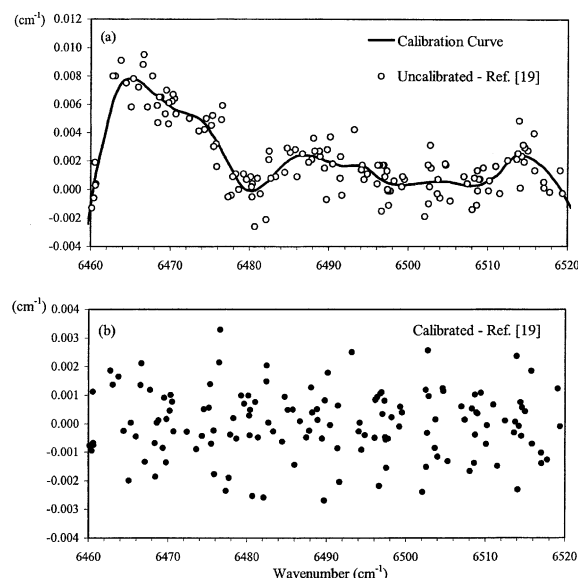 (cm⁻¹)
0.012
0.010
0.008
0.006
0.004
0.002
0.000
-0.002
-0.004
(a)
Calibration Curve
Uncalibrated - Ref. [19]
6460 6470 6480 6490 6500 6510 6520
(cm⁻¹)
0.004
0.003
0.002
0.001
0.000
-0.001
-0.002
-0.003
-0.004
(b)
Calibrated - Ref. [19]
6460 6470 6480 6490 6500 6510 6520
Wavenumber (cm⁻¹)